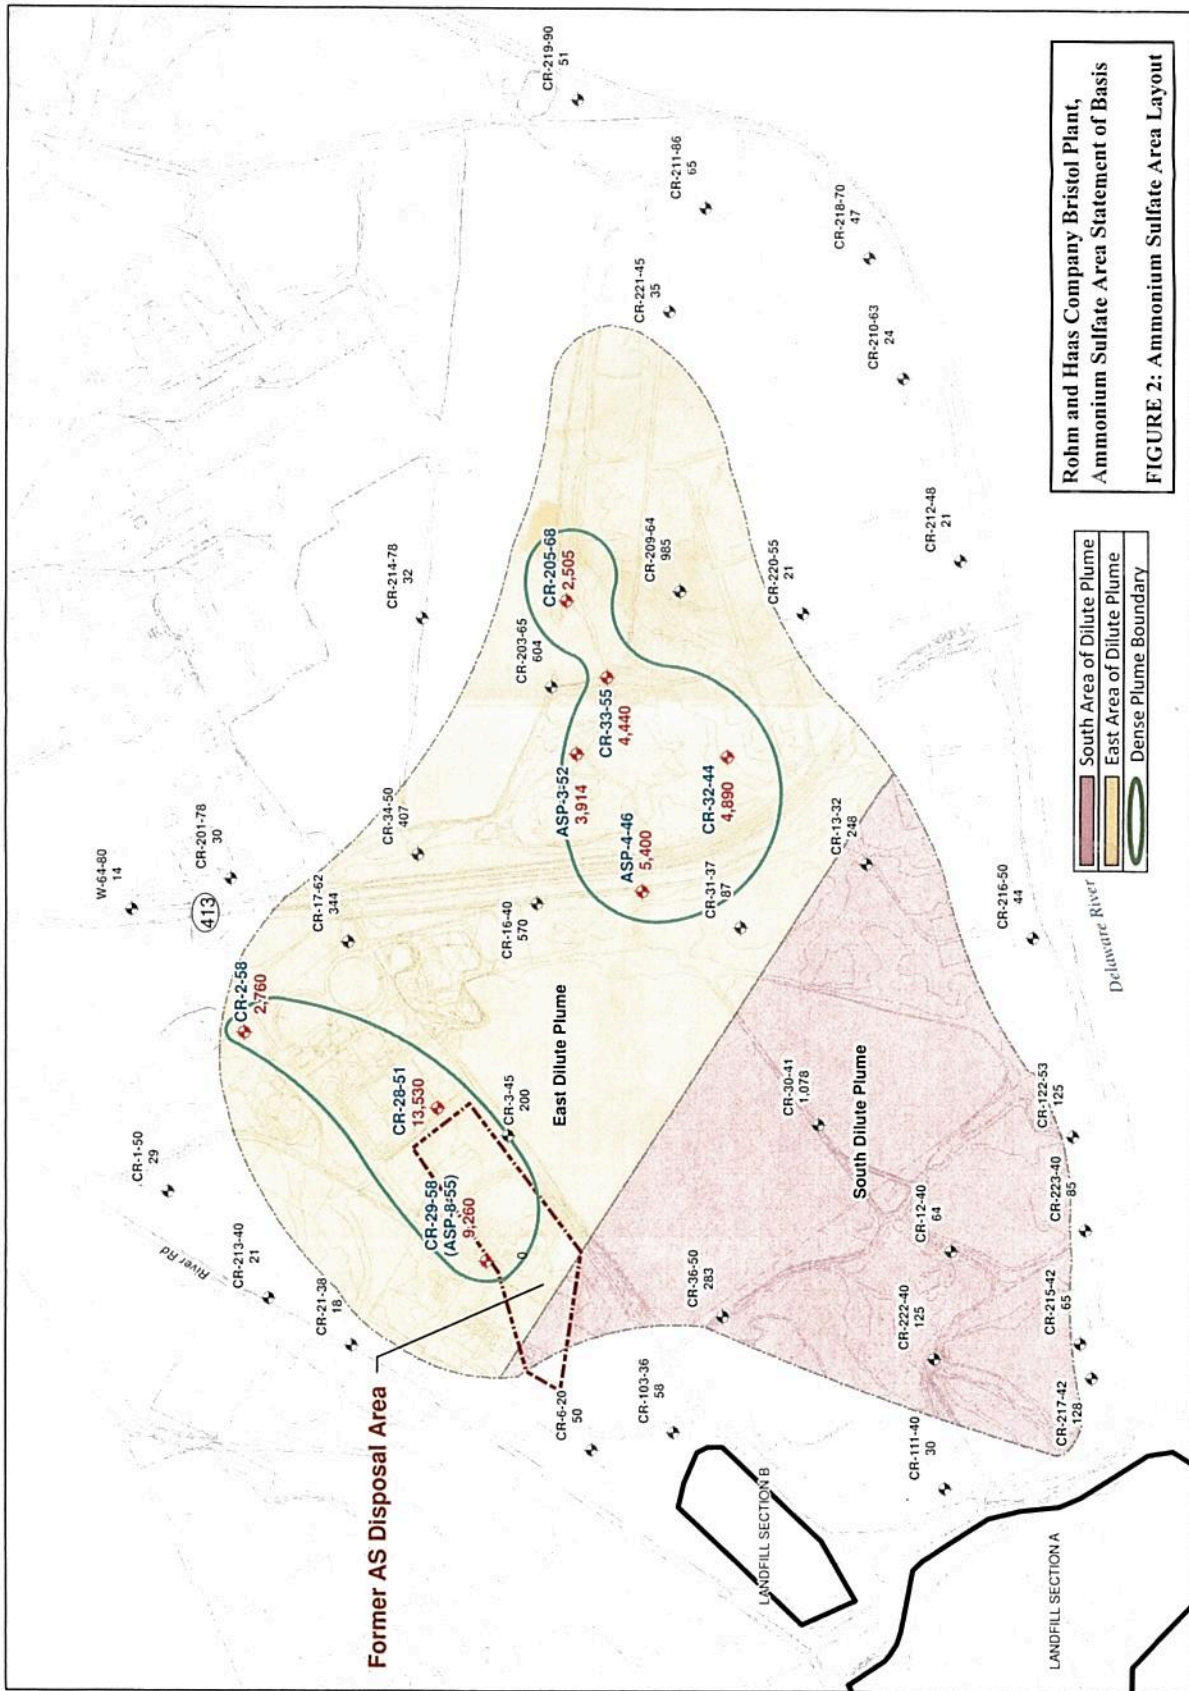 CR-219-90
51
CR-211-86
65
CR-218-70
47
CR-221-45
35
CR-210-63
24
CR-214-78
32
CR-205-68
2,505
CR-209-64
985
CR-212-48
21
CR-220-55
21
CR-203-65
604
CR-33-55
4,440
ASP-3-52
3,914
CR-32-44
4,890
ASP-4-46
5,400
CR-31-37
87
CR-13-32
248
CR-34-50
407
W-64-80
14
CR-201-78
30
413
CR-17-62
344
CR-16-40
570
CR-216-50
44
Delaware River
CR-2-58
2,760
CR-28-51
13,530
CR-3-45
200
East Dilute Plume
CR-1-50
29
CR-213-40
21
River Rd
CR-21-38
18
CR-29-58
(ASP-8-55)
9,260
0
CR-30-41
1,078
South Dilute Plume
CR-122-53
125
CR-12-40
64
CR-223-40
85
CR-36-50
283
CR-222-40
125
CR-215-42
65
CR-217-42
128
Former AS Disposal Area
CR-6-20
50
CR-103-36
58
CR-111-40
30
LANDFILL SECTION B
LANDFILL SECTION A
South Area of Dilute Plume
East Area of Dilute Plume
Dense Plume Boundary
Rohm and Haas Company Bristol Plant,
Ammonium Sulfate Area Statement of Basis
FIGURE 2: Ammonium Sulfate Area Layout